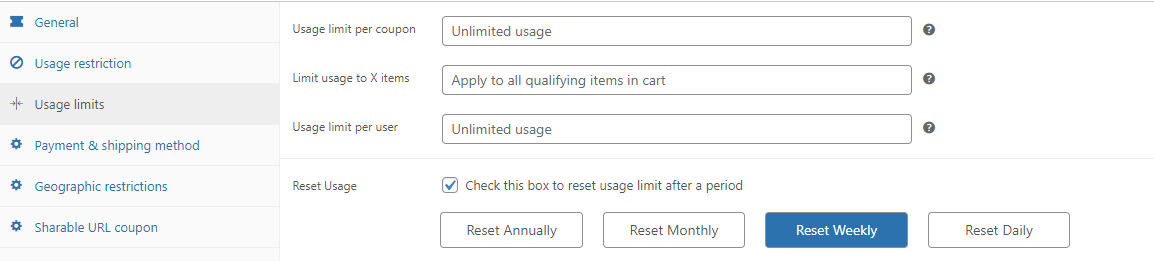 General
Usage restriction
Usage limits
Payment & shipping method
Geographic restrictions
Sharable URL coupon
Usage limit per coupon
Unlimited usage
Limit usage to X items
Apply to all qualifying items in cart
Usage limit per user
Unlimited usage
Reset Usage
Check this box to reset usage limit after a period
Reset Annually
Reset Monthly
Reset Weekly
Reset Daily